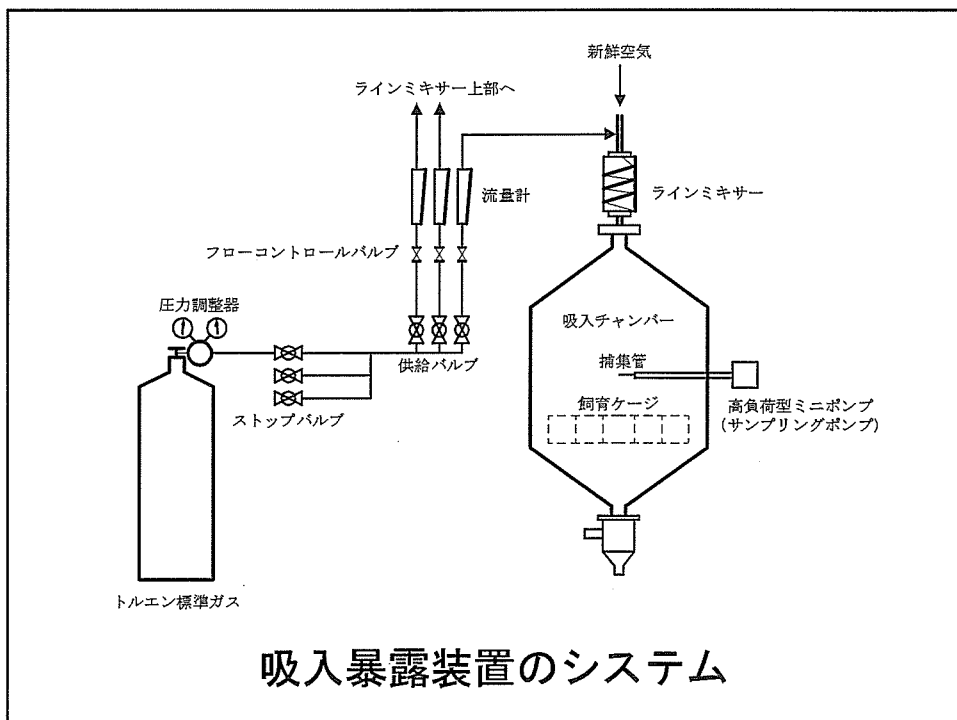 新鮮空気
ラインミキサー上部へ
ラインミキサー
流量計
フローコントロールバルブ
圧力調整器
吸入チャンバー
供給バルブ
捕集管
ストップバルブ
飼育ケージ
高負荷型ミニポンプ
(サンプリングポンプ)
トルエン標準ガス
吸入暴露装置のシステム